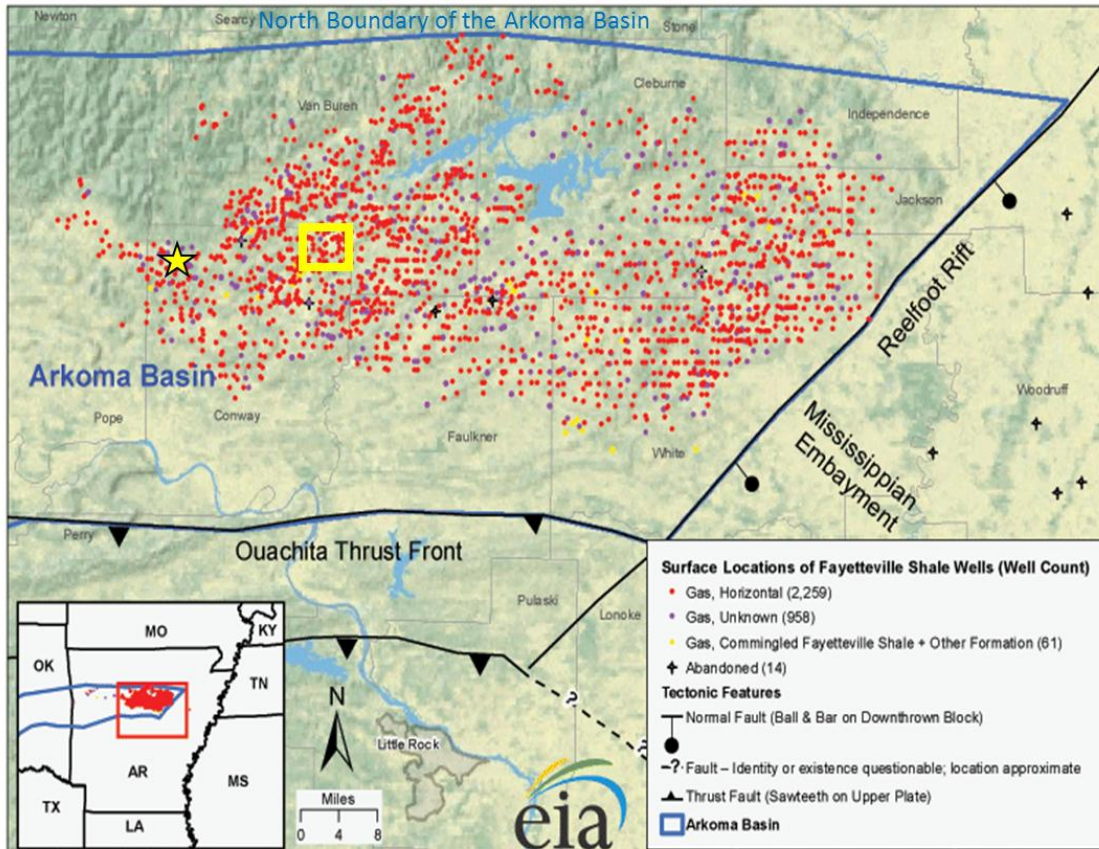 North Boundary of the Arkoma Basin
Newton
Searcy
Stone
Cleburne
Van Buren
Independence
Jackson
Reelfoot Rift
Arkoma Basin
Pope
Conway
Faulkner
White
Woodruff
Mississippian
Embayment
Perry
Ouachita Thrust Front
Pulaski
Lonoke
?
?
Little Rock
N
Miles
0 4 8
eia
MO
KY
OK
TN
AR
MS
TX
LA
Surface Locations of Fayetteville Shale Wells (Well Count)
Gas, Horizontal (2,259)
Gas, Unknown (958)
Gas, Commingled Fayetteville Shale + Other Formation (61)
Abandoned (14)
Tectonic Features
Normal Fault (Ball & Bar on Downthrown Block)
-?- Fault – Identity or existence questionable; location approximate
Thrust Fault (Sawteeth on Upper Plate)
Arkoma Basin